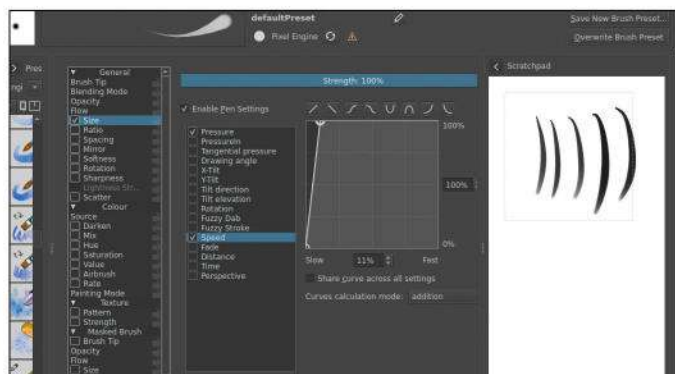 defaultPreset
Save New Brush Preset...
Pixel Engine
Overwrite Brush Preset
Pres
Scratchpad
General
Brush Tip
Blending Mode
Opacity
Flow
Size
Ratio
Spacing
Mirror
Softness
Rotation
Sharpness
Lightness Str...
Scatter
Colour
Source
Darken
Mix
Hue
Saturation
Value
Airbrush
Rate
Painting Mode
Texture
Pattern
Strength
Masked Brush
Brush Tip
Opacity
Flow
Size
Strength: 100%
Enable Pen Settings
Pressure
PressureIn
Tangential pressure
Drawing angle
X-Tilt
Y-Tilt
Tilt direction
Tilt elevation
Rotation
Fuzzy Dab
Fuzzy Stroke
Speed
Fade
Distance
Time
Perspective
100%
100%
0%
Slow 11% Fast
Share curve across all settings
Curves calculation mode: addition